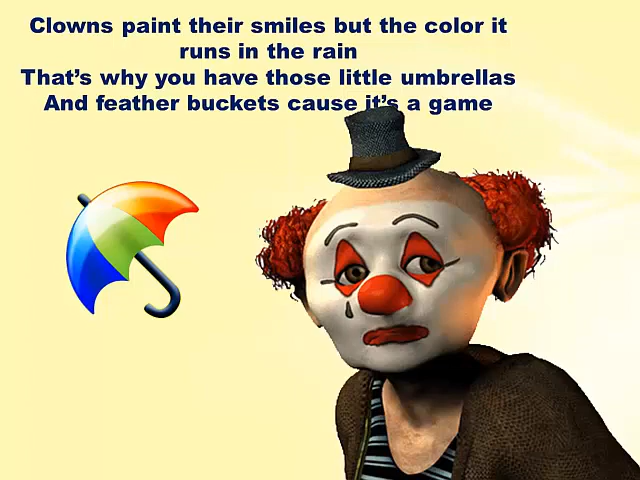 Clowns paint their smiles but the color it
runs in the rain
That's why you have those little umbrellas
And feather buckets cause it's a game